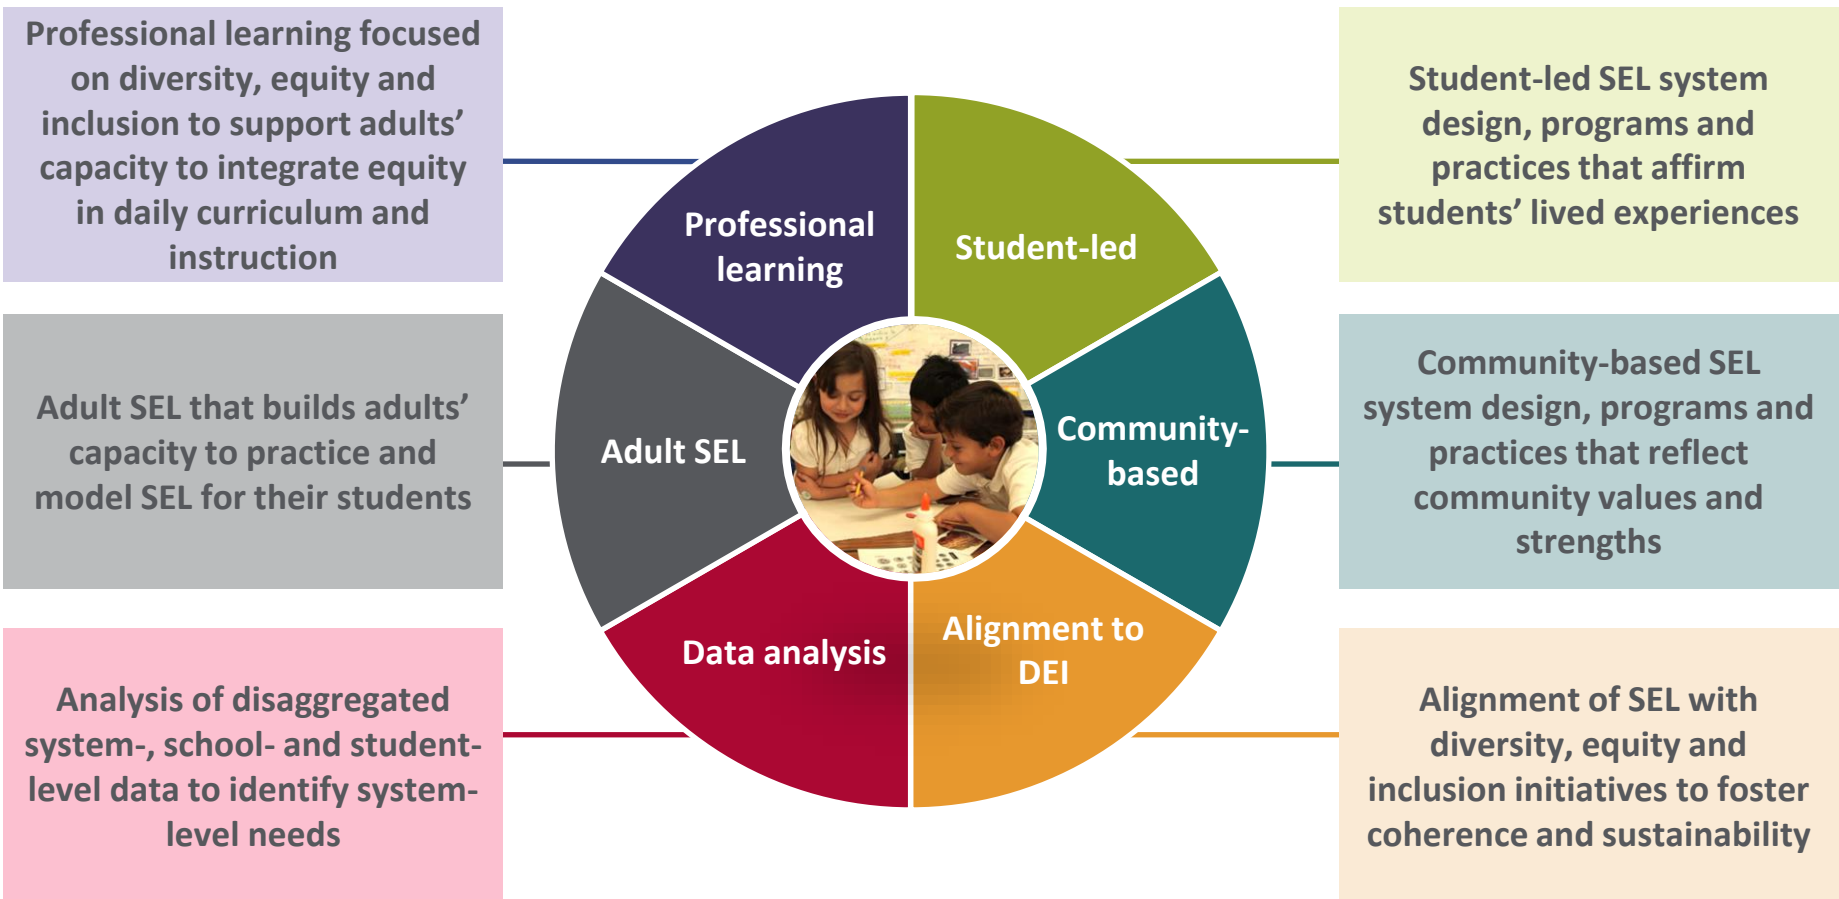 Professional learning focused
on diversity, equity and
inclusion to support adults’
capacity to integrate equity
in daily curriculum and
instruction
Adult SEL that builds adults’
capacity to practice and
model SEL for their students
Analysis of disaggregated
system-, school- and student-
level data to identify system-
level needs
Professional
learning
Student-led
Adult SEL
Community-
based
Data analysis
Alignment to
DEI
Student-led SEL system
design, programs and
practices that affirm
students’ lived experiences
Community-based SEL
system design, programs and
practices that reflect
community values and
strengths
Alignment of SEL with
diversity, equity and
inclusion initiatives to foster
coherence and sustainability